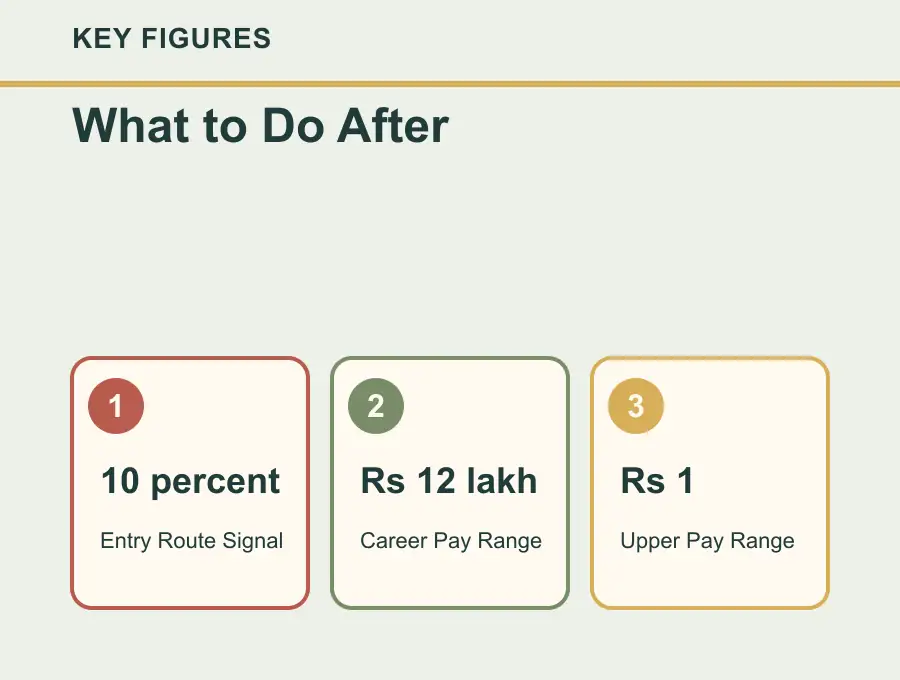 KEY FIGURES
What to Do After
1
2
3
10 percent
Rs 12 lakh
Rs 1
Entry Route Signal
Career Pay Range
Upper Pay Range